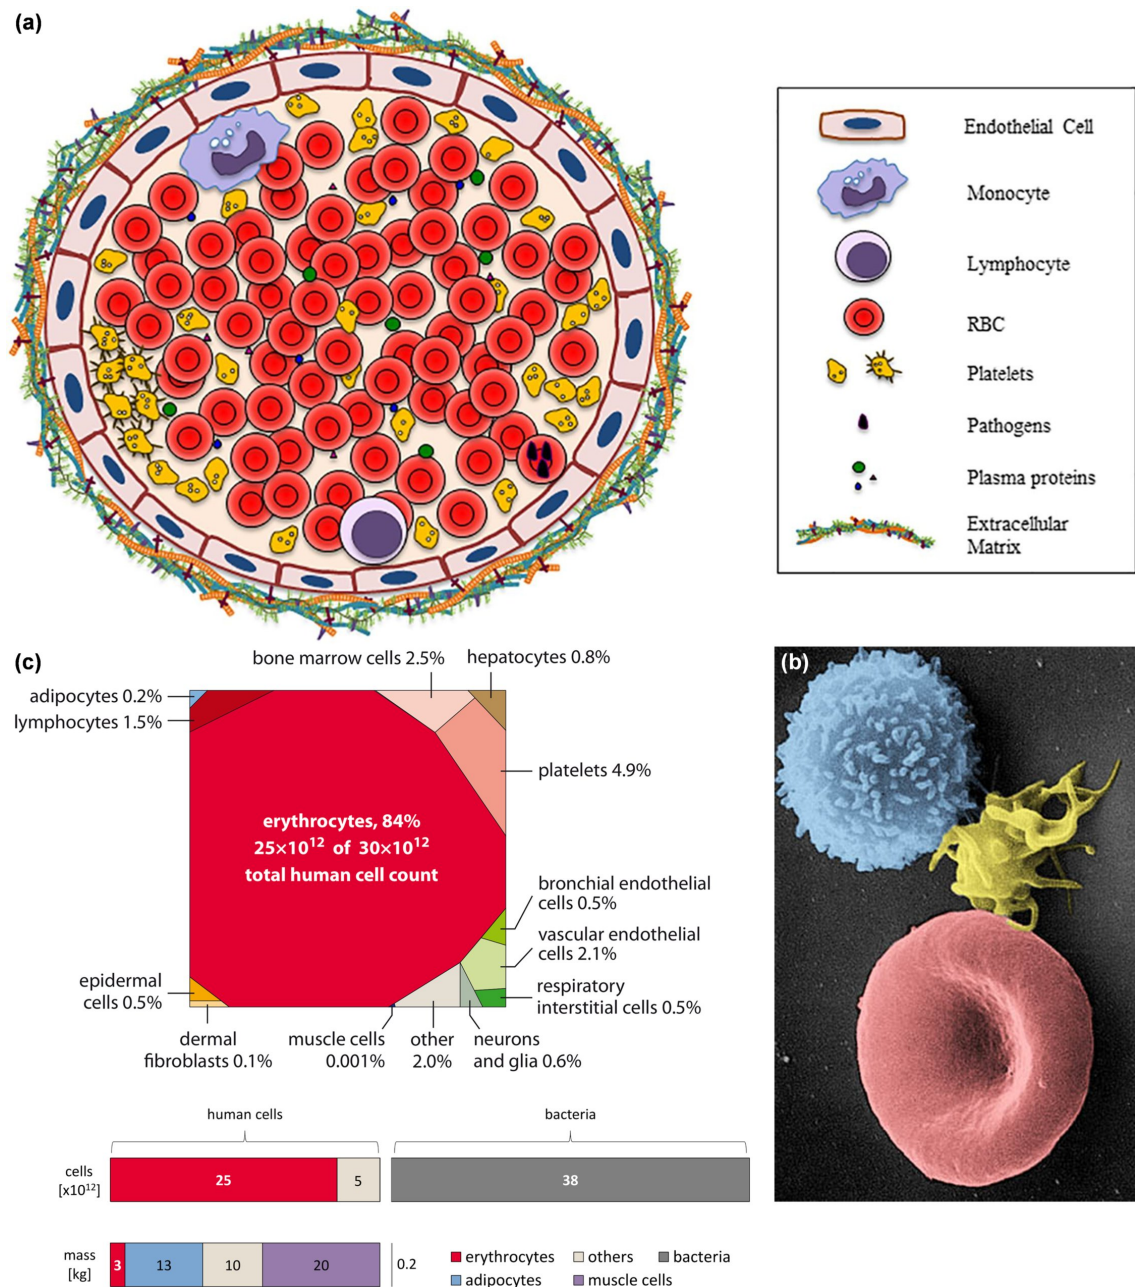 (a)
Endothelial Cell
Monocyte
Lymphocyte
RBC
Platelets
Pathogens
Plasma proteins
Extracellular
Matrix
(c)
bone marrow cells 2.5%
hepatocytes 0.8%
adipocytes 0.2%
lymphocytes 1.5%
platelets 4.9%
erythrocytes, 84%
25×10¹² of 30×10¹²
total human cell count
bronchial endothelial
cells 0.5%
vascular endothelial
cells 2.1%
respiratory
interstitial cells 0.5%
epidermal
cells 0.5%
dermal
fibroblasts 0.1%
muscle cells
0.001%
other
2.0%
neurons
and glia 0.6%
human cells
bacteria
cells
[x10¹²]
25
5
38
mass
[kg]
3
13
10
20
0.2
erythrocytes
others
bacteria
adipocytes
muscle cells
(b)